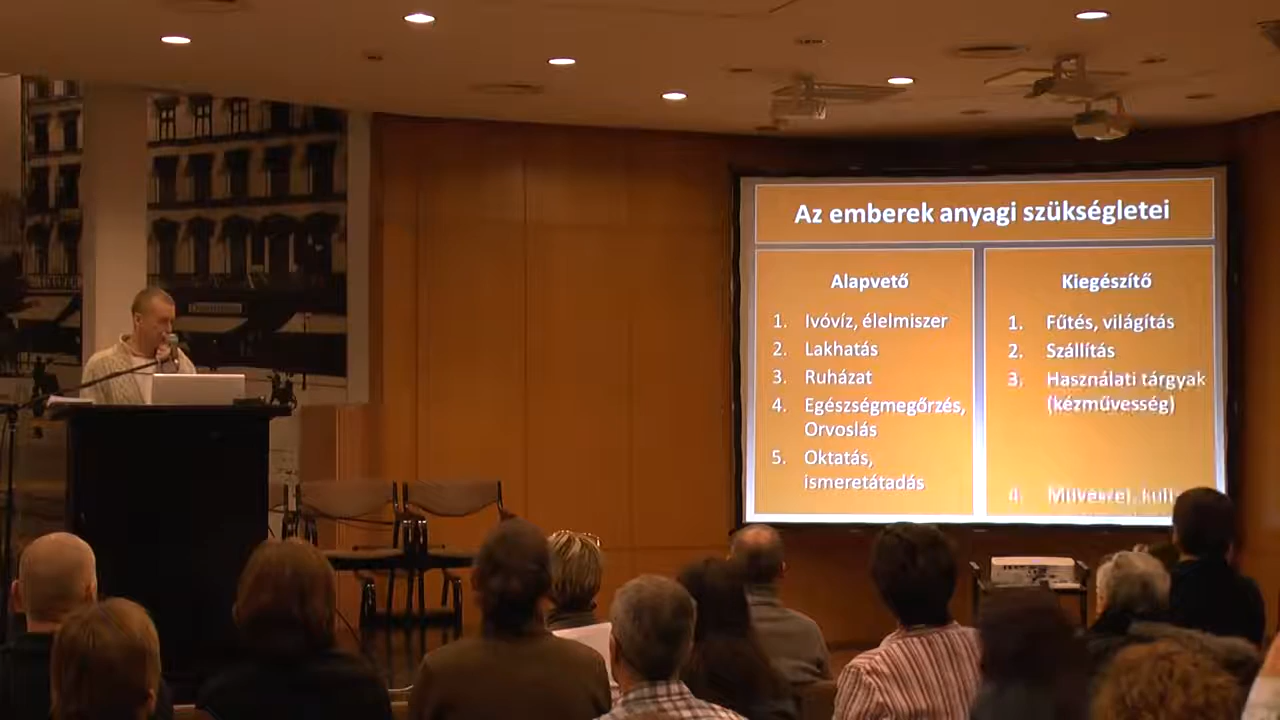 Az emberek anyagi szükségletei
Alapvető
1. Ivóvíz, élelmiszer
2. Lakhatás
3. Ruházat
4. Egészségmegőrzés,
Orvoslás
5. Oktatás,
ismeretátadás
Kiegészítő
1. Fűtés, világítás
2. Szállítás
3. Használati tárgyak
(kézművesség)
4.